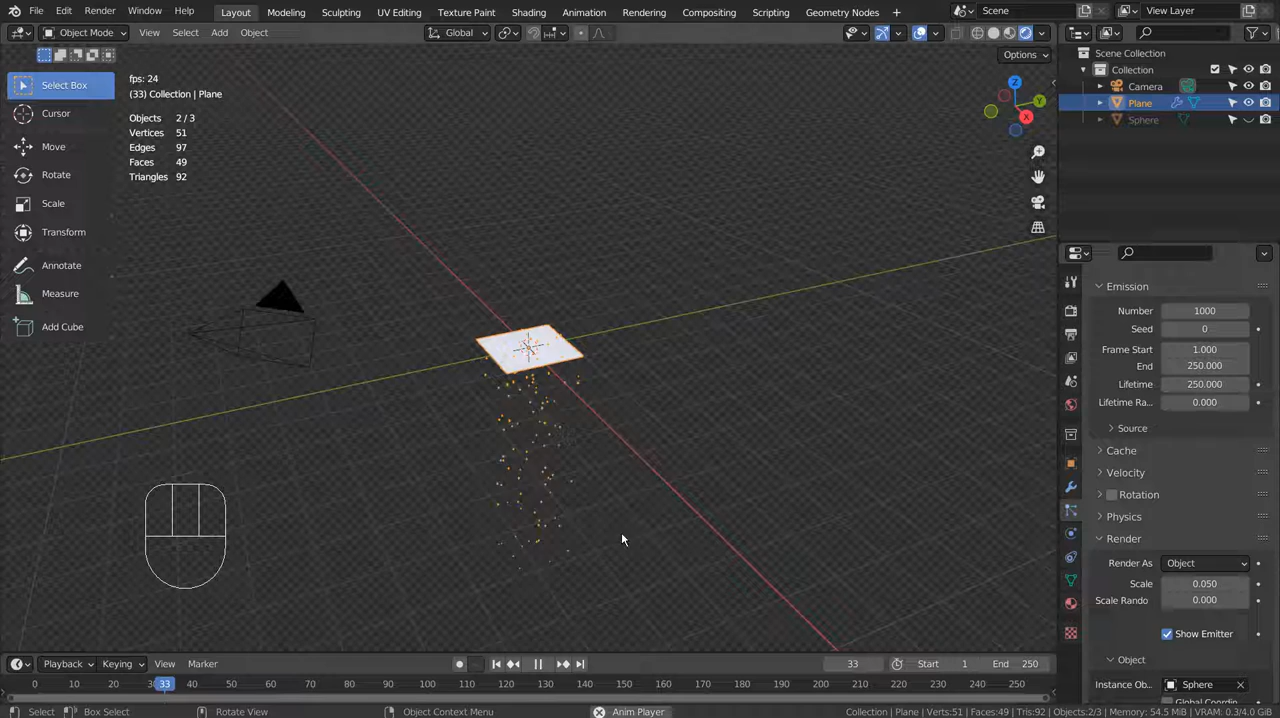 File Edit Render Window Help Layout Modeling Sculpting UV Editing Texture Paint Shading Animation Rendering Compositing Scripting Geometry Nodes + Scene View Layer
Object Mode View Select Add Object Global
Options
Select Box
Cursor
Move
Rotate
Scale
Transform
Annotate
Measure
Add Cube
fps: 24
(33) Collection | Plane
Objects 2 / 3
Vertices 51
Edges 97
Faces 49
Triangles 92
Z
Y
X
Scene Collection
Collection
Camera
Plane
Sphere
Emission
Number 1000
Seed 0
Frame Start 1.000
End 250.000
Lifetime 250.000
Lifetime Ra... 0.000
Source
Cache
Velocity
Rotation
Physics
Render
Render As Object
Scale 0.050
Scale Rando 0.000
Show Emitter
Object
Instance Ob... Sphere
Global Coordin
Playback Keying View Marker 33 Start 1 End 250
0 10 20 30 33 40 50 60 70 80 90 100 110 120 130 140 150 160 170 180 190 200 210 220 230 240 250
Select Box Select Rotate View Object Context Menu Anim Player Collection | Plane | Verts:51 | Faces:49 | Tris:92 | Objects:2/3 | Memory: 54.5 MiB | VRAM: 0.3/4.0 GiB